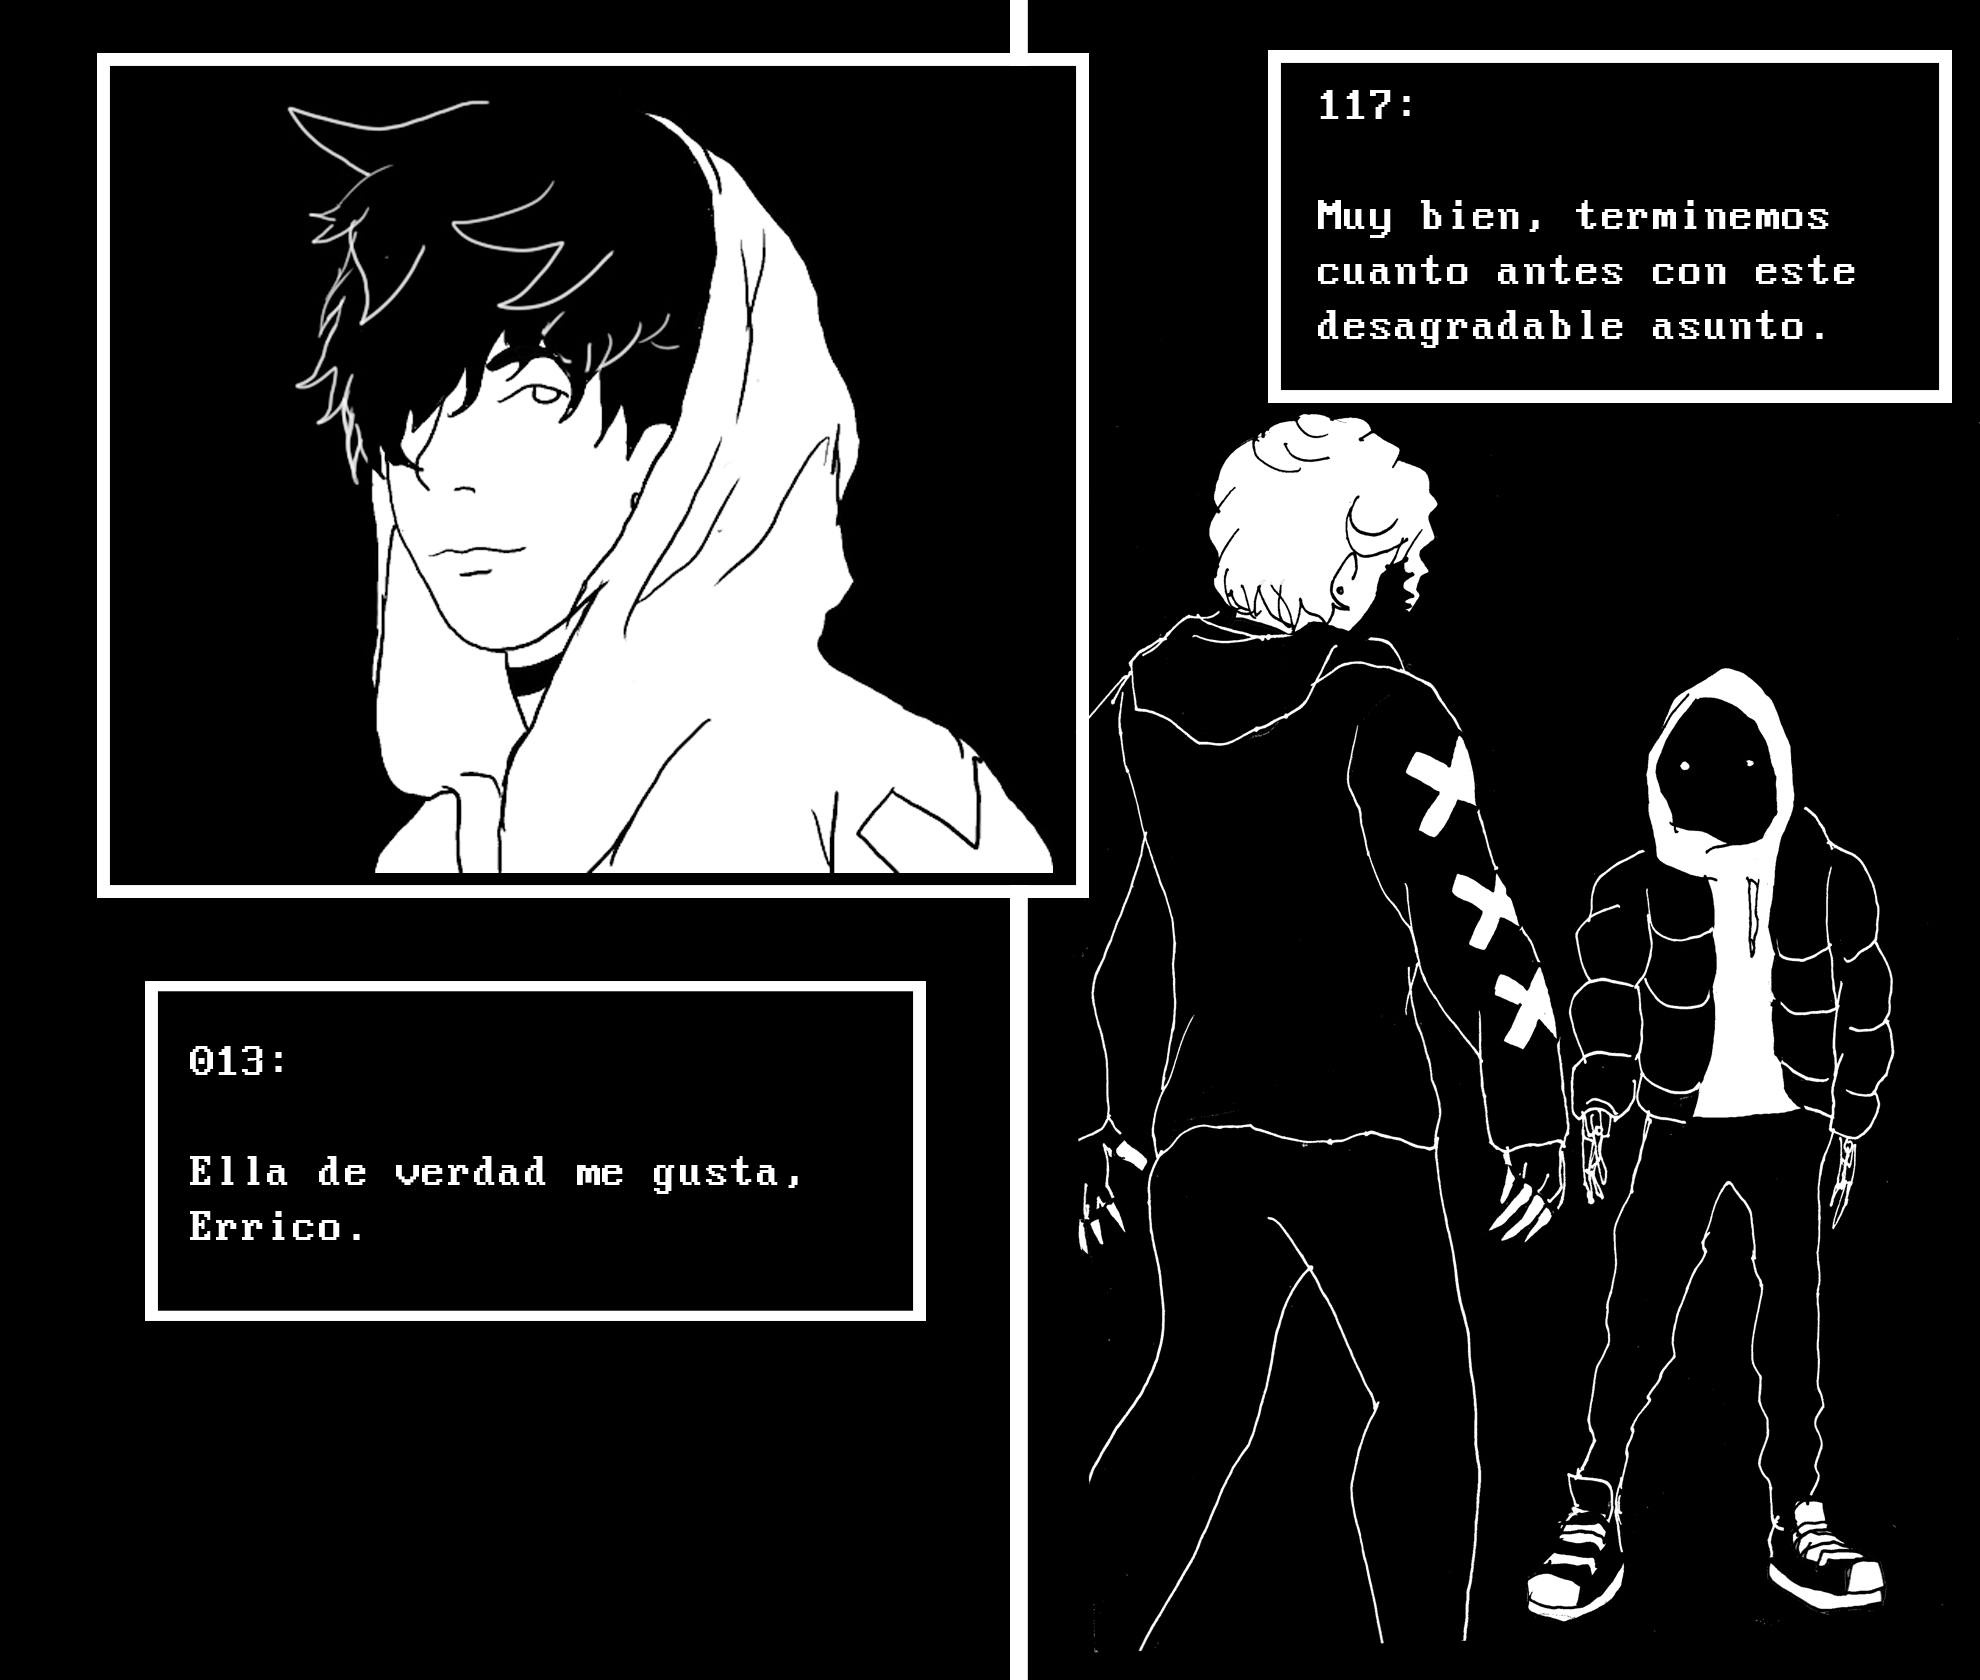 117:
Muy bien, terminemos
cuanto antes con este
desagradable asunto.
013:
Ella de verdad me gusta,
Errico.